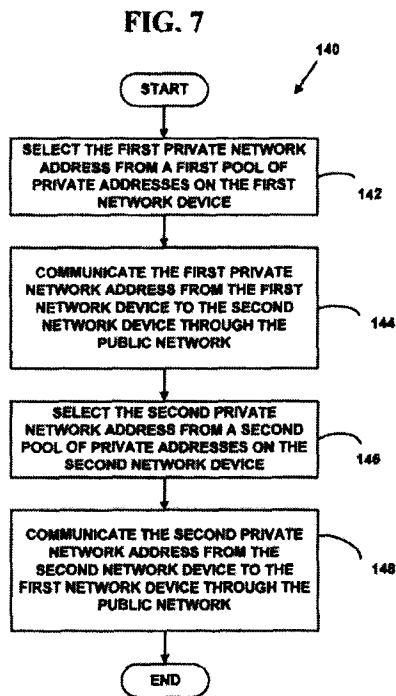 FIG. 7
140
START
SELECT THE FIRST PRIVATE NETWORK
ADDRESS FROM A FIRST POOL OF
PRIVATE ADDRESSES ON THE FIRST
NETWORK DEVICE
142
COMMUNICATE THE FIRST PRIVATE
NETWORK ADDRESS FROM THE FIRST
NETWORK DEVICE TO THE SECOND
NETWORK DEVICE THROUGH THE
PUBLIC NETWORK
144
SELECT THE SECOND PRIVATE
NETWORK ADDRESS FROM A SECOND
POOL OF PRIVATE ADDRESSES ON THE
SECOND NETWORK DEVICE
146
COMMUNICATE THE SECOND PRIVATE
NETWORK ADDRESS FROM THE
SECOND NETWORK DEVICE TO THE
FIRST NETWORK DEVICE THROUGH THE
PUBLIC NETWORK
148
END